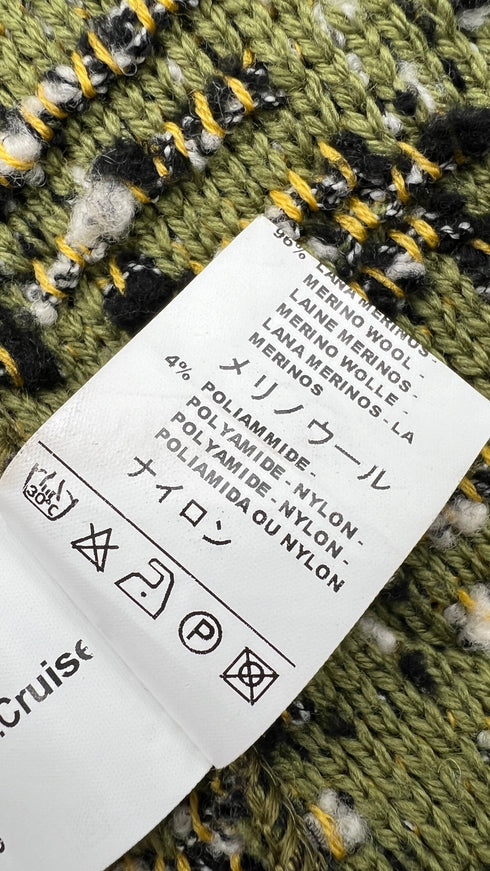 96% LANA MERINOS -
MERINO WOOL -
LAINE MERINOS -
MERINO WOLLE -
LANA MERINOS - LA
MERINOS
メリノウール
4% POLIAMMIDE -
POLYAMIDE - NYLON -
POLYAMIDE - NYLON -
POLIAMIDA OU NYLON
ナイロン
30°C
P
Cruise